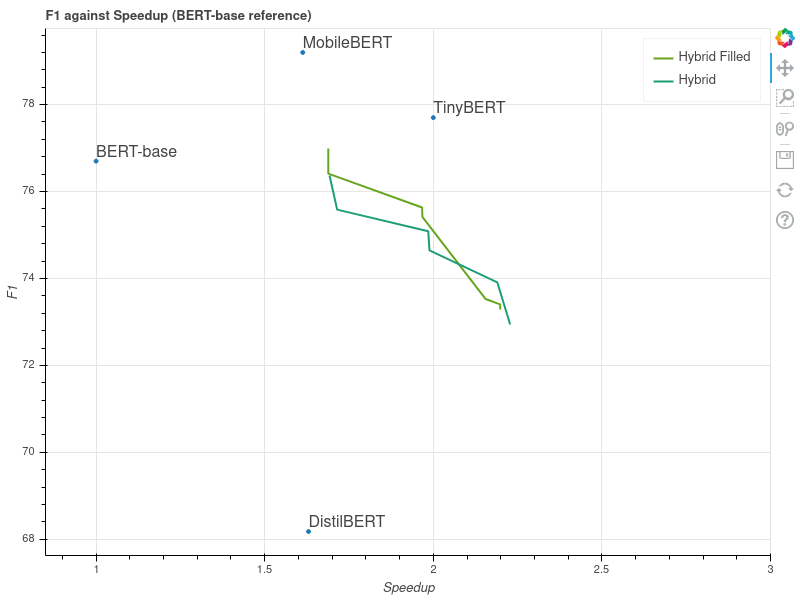 F1 against Speedup (BERT-base reference)
MobileBERT
Hybrid Filled
Hybrid
78
TinyBERT
BERT-base
76
74
F1
72
70
DistilBERT
68
1
1.5
2
2.5
3
Speedup